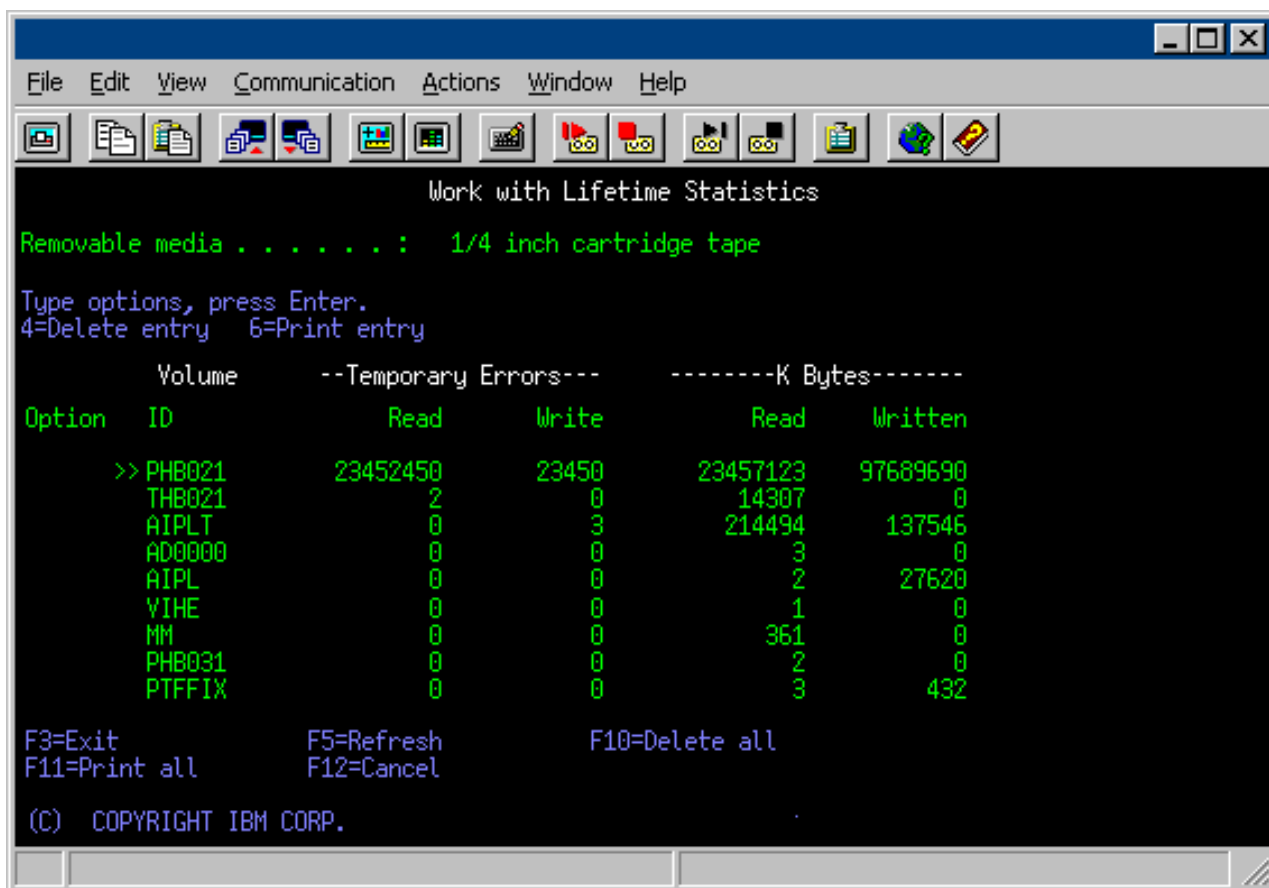 File Edit View Communication Actions Window Help
Work with Lifetime Statistics
Removable media . . . . . . : 1/4 inch cartridge tape
Type options, press Enter.
4=Delete entry 6=Print entry
Volume --Temporary Errors--- --------K Bytes-------
Option ID Read Write Read Written
>> PHB021 23452450 23450 23457123 97689690
THB021 2 0 14307 0
AIPLT 0 3 214494 137546
AD0000 0 0 3 0
AIPL 0 0 2 27620
VIHE 0 0 1 0
MM 0 0 361 0
PHB031 0 0 2 0
PTFFIX 0 0 3 432
F3=Exit F5=Refresh F10=Delete all
F11=Print all F12=Cancel
(C) COPYRIGHT IBM CORP.